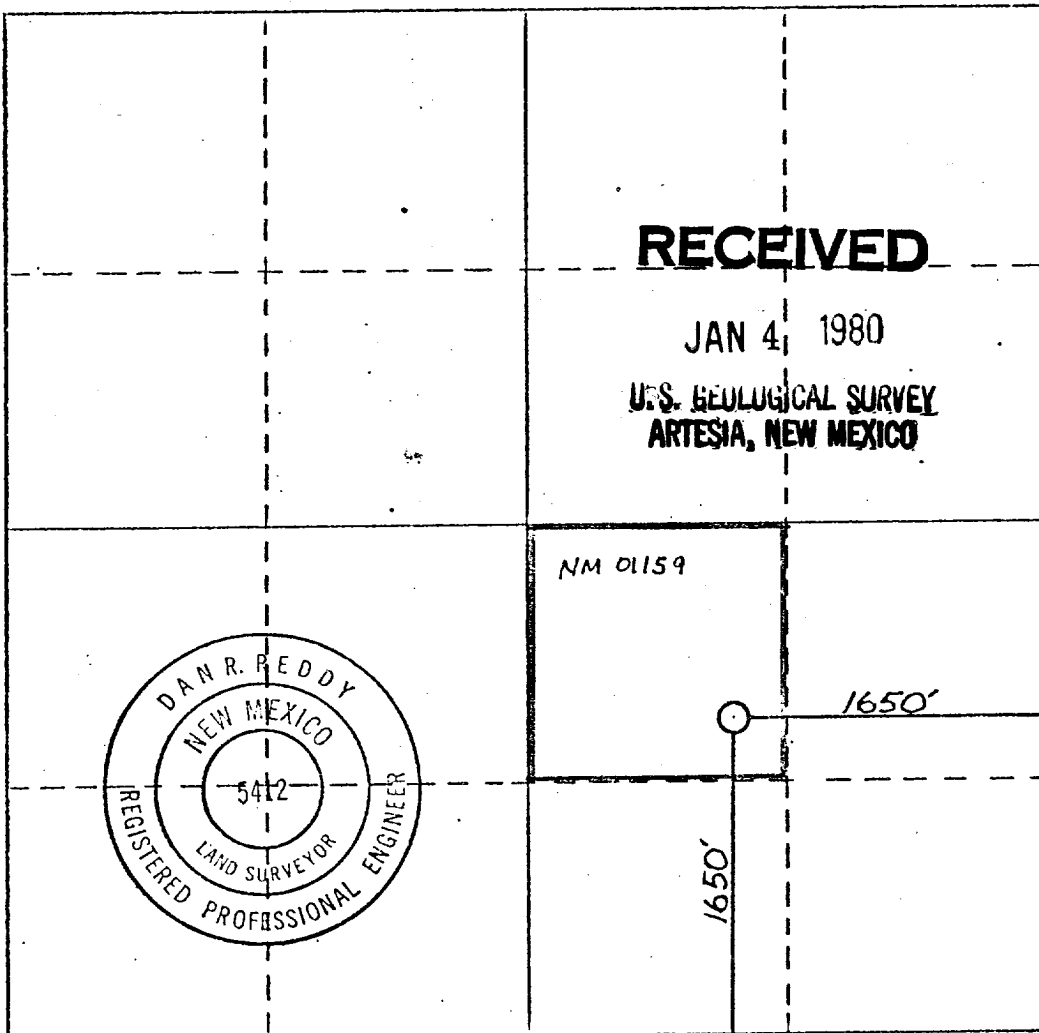 RECEIVED
JAN 4 1980
U.S. GEOLOGICAL SURVEY
ARTESIA, NEW MEXICO
NM 01159
1650'
1650'
DAN R. REDDY
NEW MEXICO
5412
LAND SURVEYOR
REGISTERED PROFESSIONAL ENGINEER